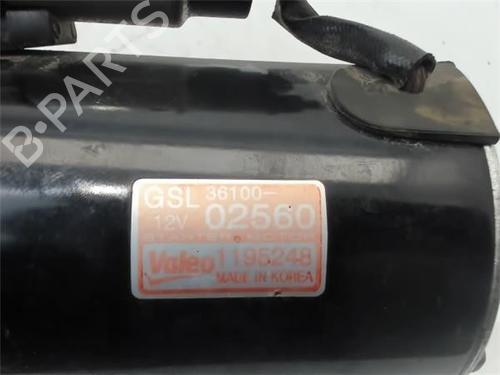 B-PARTS
GSL 36100-
12V 02560
Valeo 1195248
MADE IN KOREA